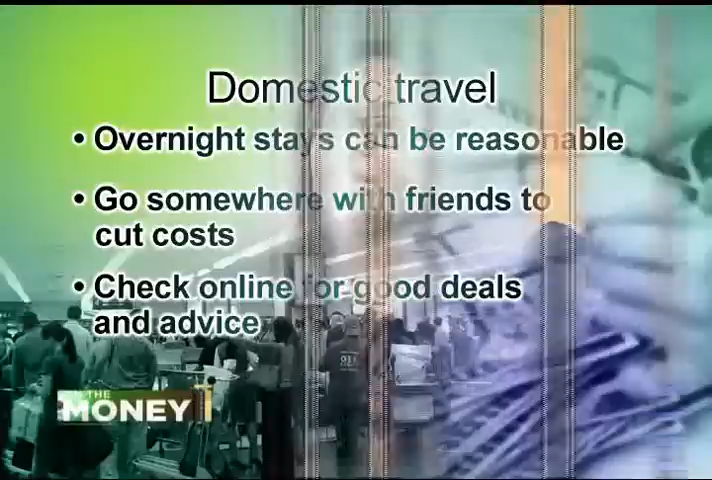 Domestic travel
• Overnight stays can be reasonable
• Go somewhere with friends to
cut costs
• Check online for good deals
and advice
THE
MONEY